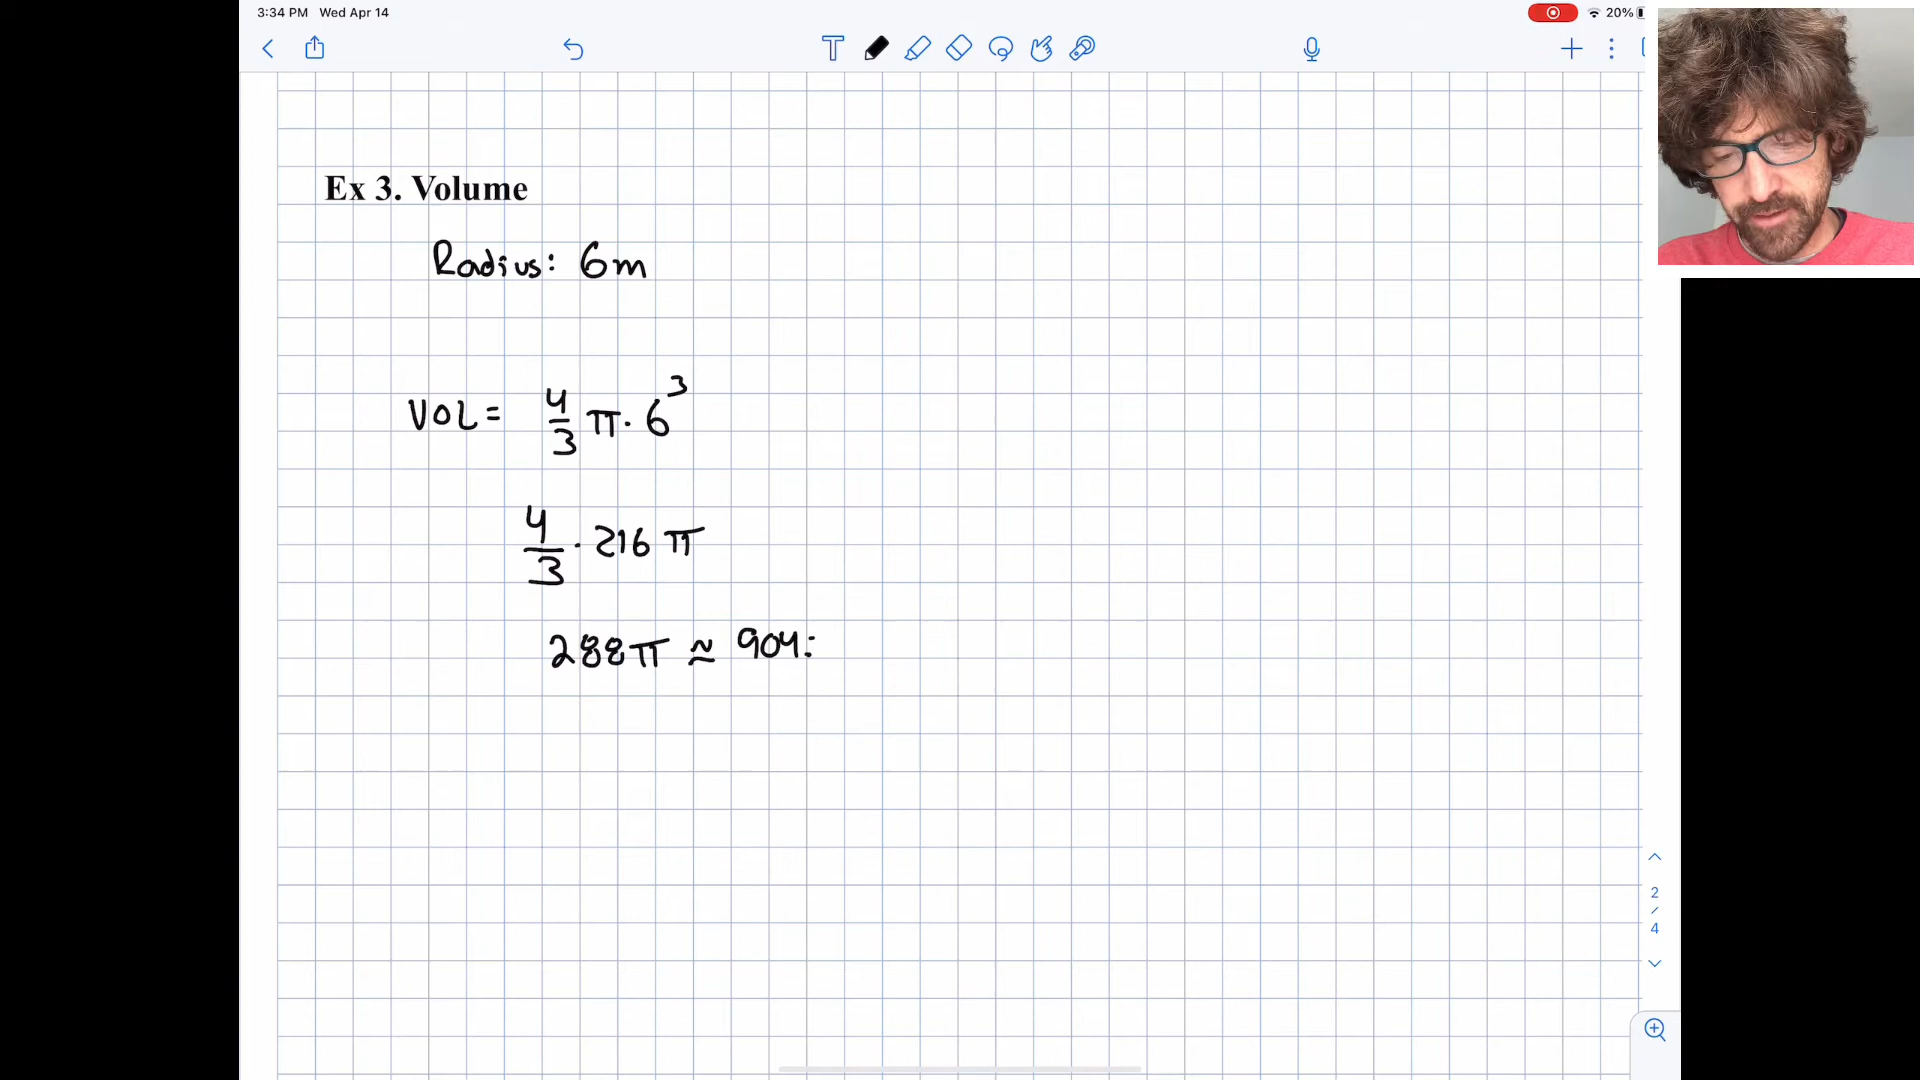 3:34 PM Wed Apr 14
20%
Ex 3. Volume
Radius: 6m
VOL = 4/3 π · 6³
4/3 · 216 π
288π ≈ 904:
2
/
4